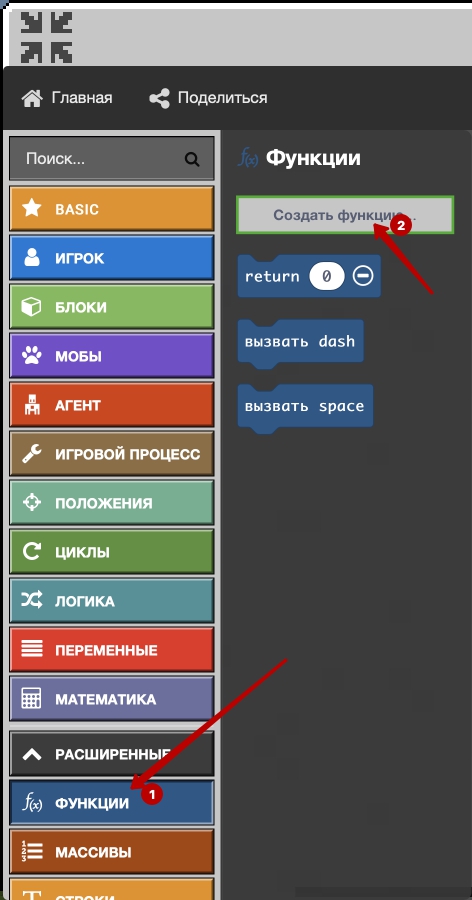 Главная
Поделиться
Поиск...
BASIC
ИГРОК
БЛОКИ
МОБЫ
АГЕНТ
ИГРОВОЙ ПРОЦЕСС
ПОЛОЖЕНИЯ
ЦИКЛЫ
ЛОГИКА
ПЕРЕМЕННЫЕ
МАТЕМАТИКА
РАСШИРЕННЫЕ
f(x) ФУНКЦИИ
1
МАССИВЫ
СТРОКИ
f(x) Функции
Создать функцию...
2
return 0
вызвать dash
вызвать space